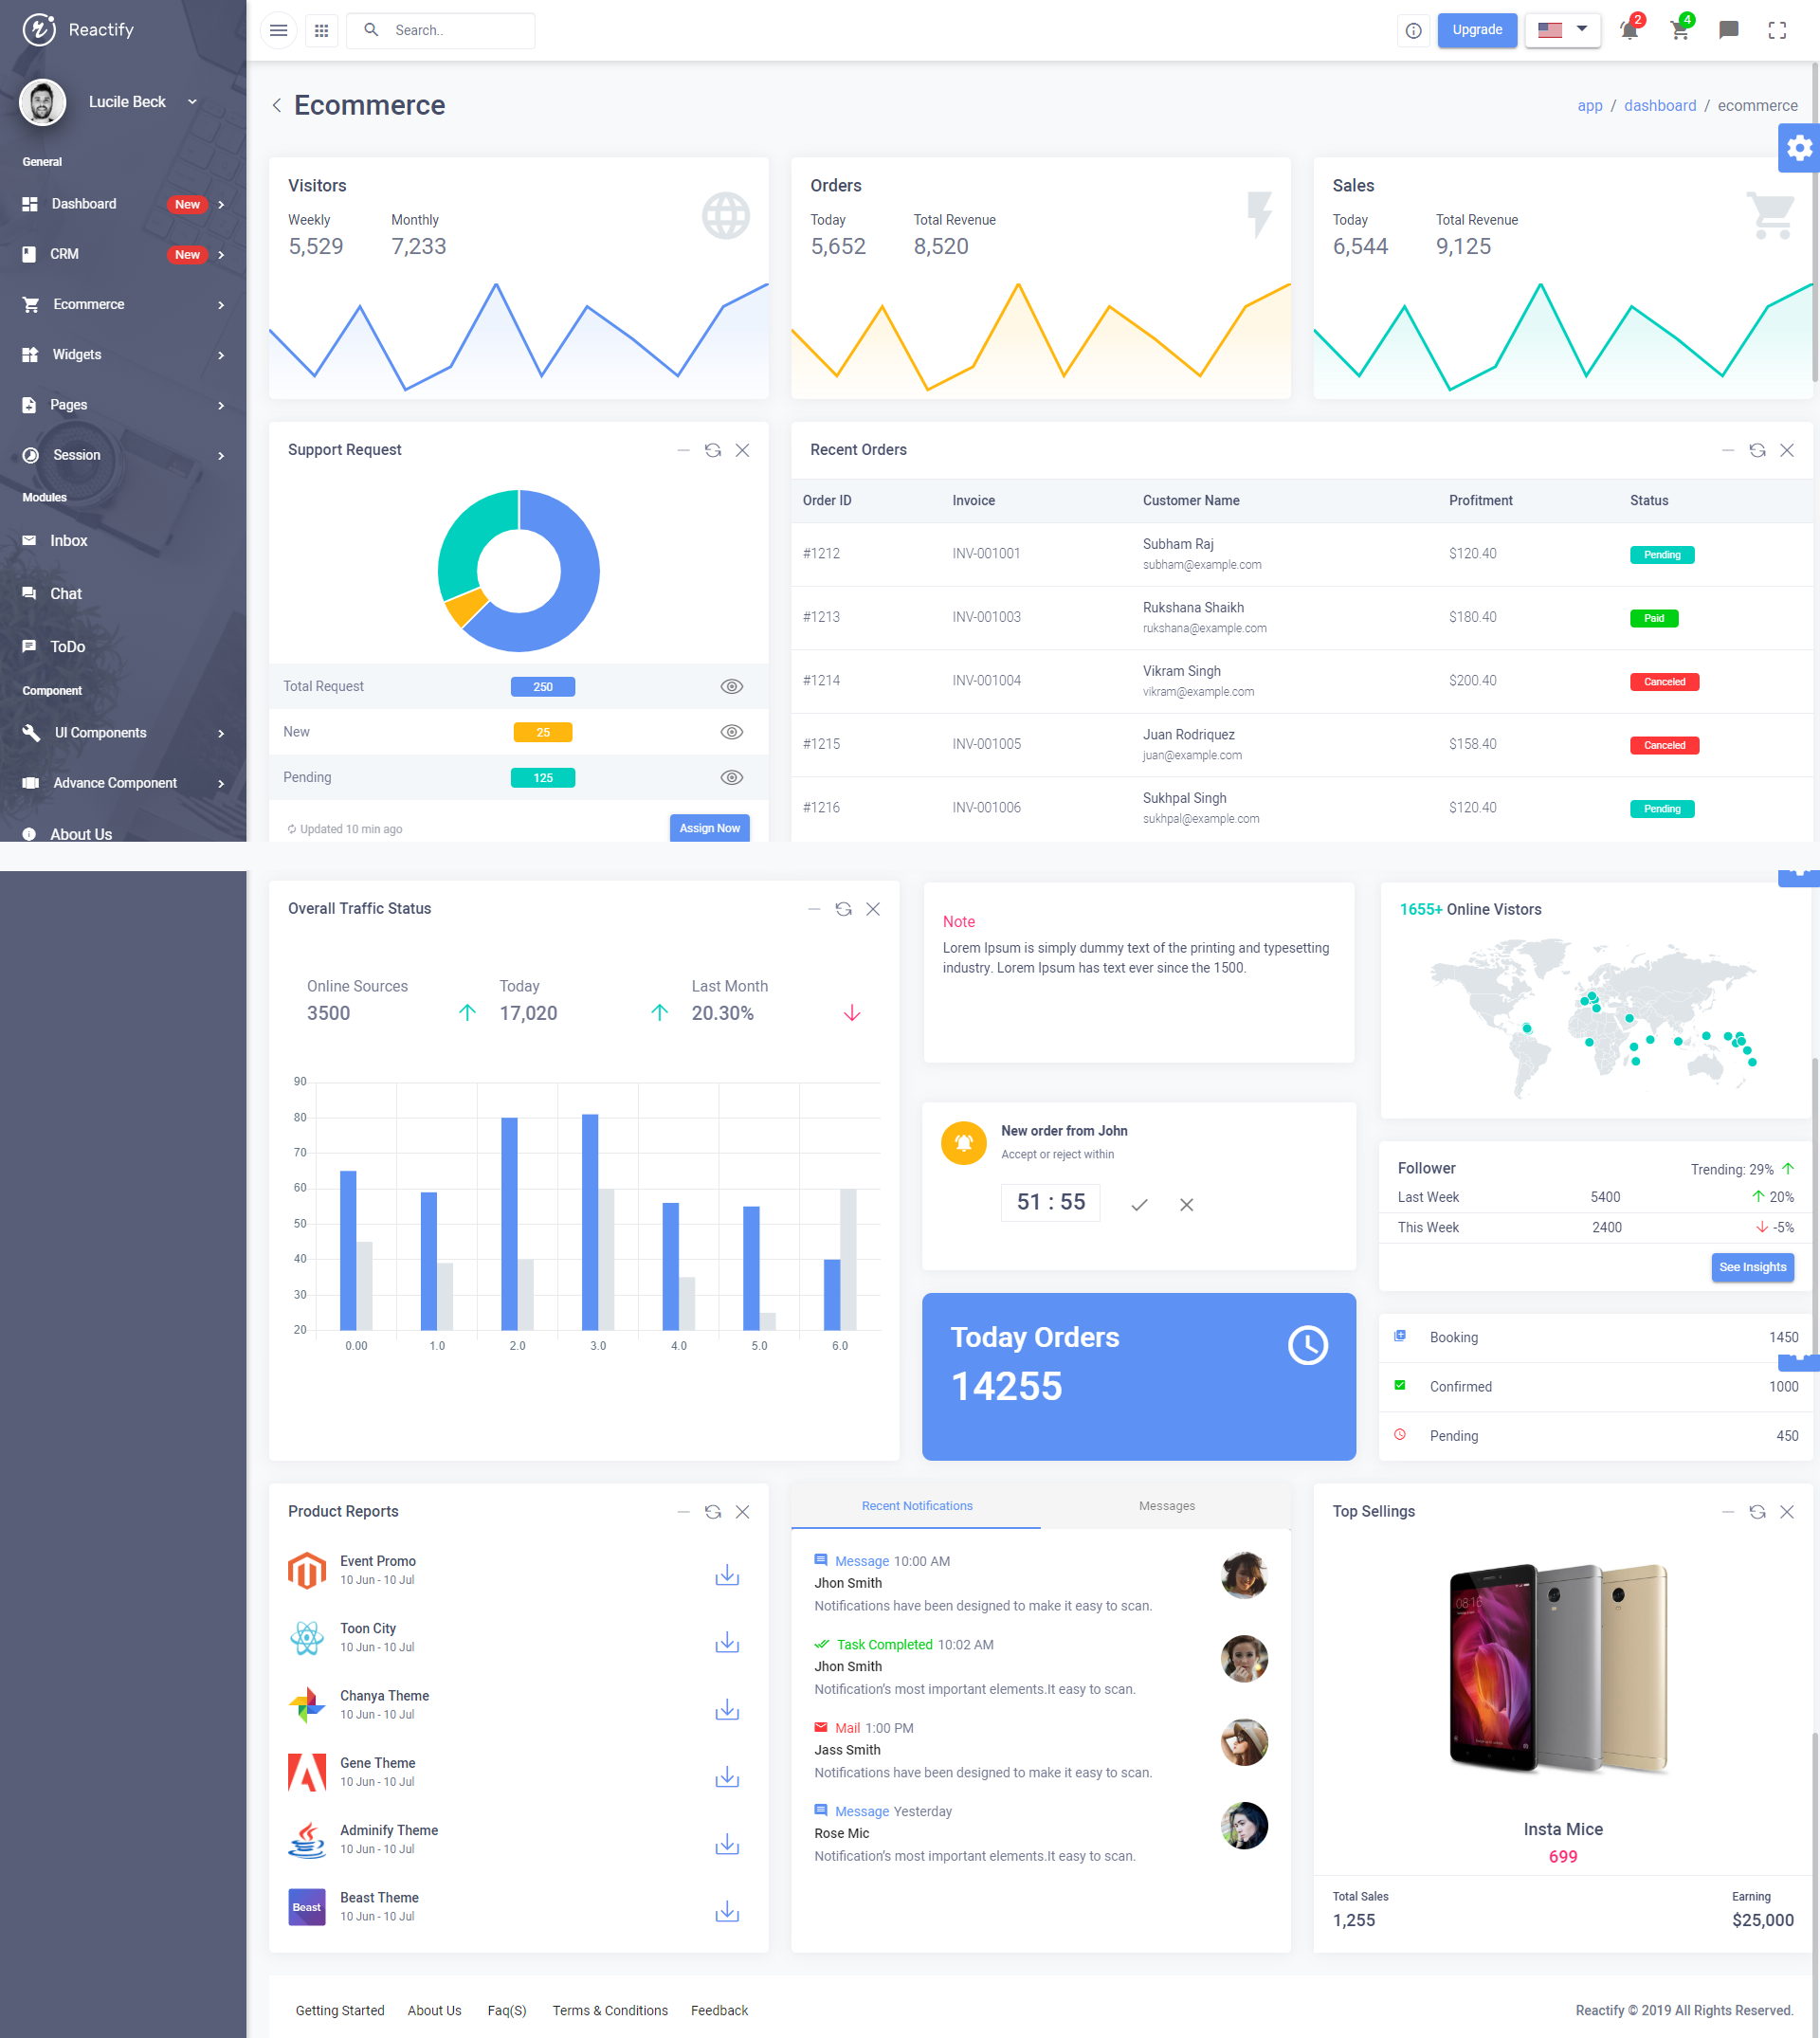 Reactify
Search..
Upgrade
2
4
Lucile Beck
General
Dashboard New
CRM New
Ecommerce
Widgets
Pages
Session
Modules
Inbox
Chat
ToDo
Component
UI Components
Advance Component
About Us
Ecommerce
app / dashboard / ecommerce
Visitors
Weekly Monthly
5,529 7,233
Orders
Today Total Revenue
5,652 8,520
Sales
Today Total Revenue
6,544 9,125
Support Request
Total Request 250
New 25
Pending 125
Updated 10 min ago
Assign Now
Recent Orders
Order ID Invoice Customer Name Profitment Status
#1212 INV-001001 Subham Raj $120.40 Pending
subham@example.com
#1213 INV-001003 Rukshana Shaikh $180.40 Paid
rukshana@example.com
#1214 INV-001004 Vikram Singh $200.40 Canceled
vikram@example.com
#1215 INV-001005 Juan Rodriquez $158.40 Canceled
juan@example.com
#1216 INV-001006 Sukhpal Singh $120.40 Pending
sukhpal@example.com
Overall Traffic Status
Online Sources Today Last Month
3500 17,020 20.30%
90
80
70
60
50
40
30
20
0.00 1.0 2.0 3.0 4.0 5.0 6.0
Note
Lorem Ipsum is simply dummy text of the printing and typesetting
industry. Lorem Ipsum has text ever since the 1500.
New order from John
Accept or reject within
51 : 55
Today Orders
14255
1655+ Online Vistors
Follower Trending: 29%
Last Week 5400 20%
This Week 2400 -5%
See Insights
Booking 1450
Confirmed 1000
Pending 450
Product Reports
Event Promo
10 Jun - 10 Jul
Toon City
10 Jun - 10 Jul
Chanya Theme
10 Jun - 10 Jul
Gene Theme
10 Jun - 10 Jul
Adminify Theme
10 Jun - 10 Jul
Beast
Beast Theme
10 Jun - 10 Jul
Recent Notifications Messages
Message 10:00 AM
Jhon Smith
Notifications have been designed to make it easy to scan.
Task Completed 10:02 AM
Jhon Smith
Notification’s most important elements.It easy to scan.
Mail 1:00 PM
Jass Smith
Notifications have been designed to make it easy to scan.
Message Yesterday
Rose Mic
Notification’s most important elements.It easy to scan.
Top Sellings
08:16
Insta Mice
699
Total Sales Earning
1,255 $25,000
Getting Started About Us Faq(S) Terms & Conditions Feedback
Reactify © 2019 All Rights Reserved.